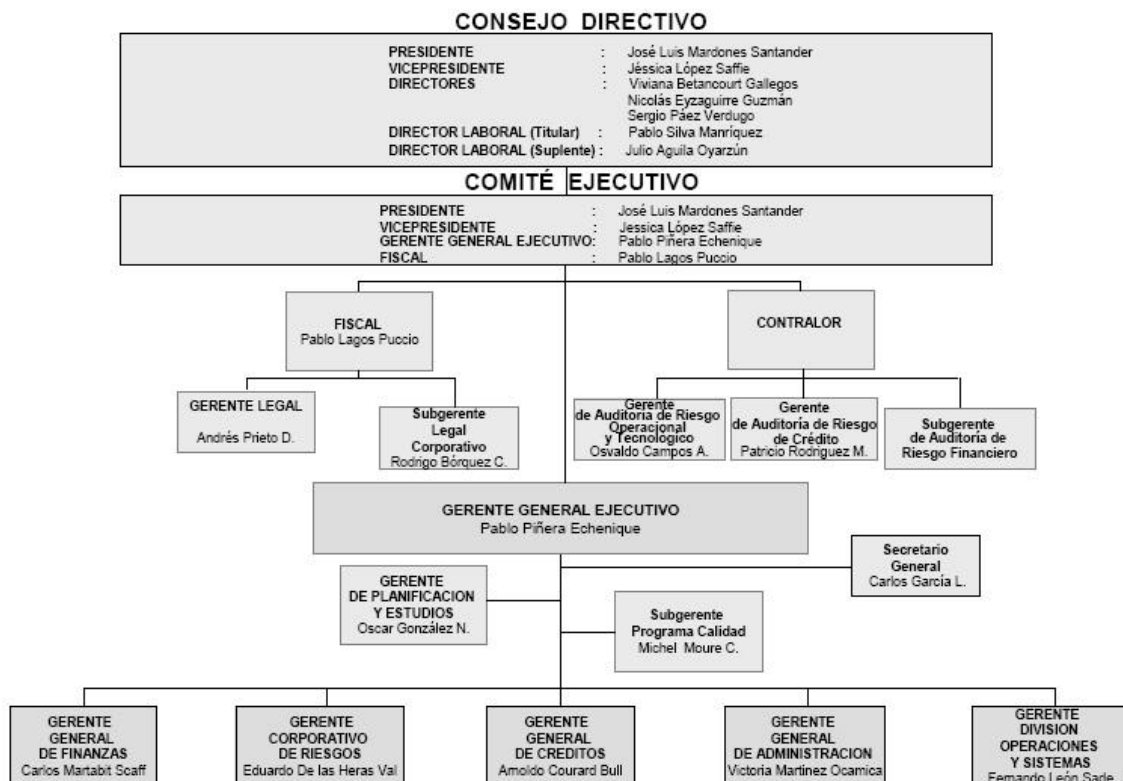 CONSEJO DIRECTIVO
PRESIDENTE : José Luis Mardones Santander
VICEPRESIDENTE : Jéssica López Saffie
DIRECTORES : Viviana Betancourt Gallegos
Nicolás Eyzaguirre Guzmán
Sergio Páez Verdugo
DIRECTOR LABORAL (Titular) : Pablo Silva Manríquez
DIRECTOR LABORAL (Suplente) : Julio Aguila Oyarzún
COMITÉ EJECUTIVO
PRESIDENTE : José Luis Mardones Santander
VICEPRESIDENTE : Jessica López Saffie
GERENTE GENERAL EJECUTIVO: Pablo Piñera Echenique
FISCAL : Pablo Lagos Puccio
FISCAL
Pablo Lagos Puccio
CONTRALOR
GERENTE LEGAL
Andrés Prieto D.
Subgerente
Legal
Corporativo
Rodrigo Bórquez C.
Gerente
de Auditoría de Riesgo
Operacional
y Tecnológico
Osvaldo Campos A.
Gerente
de Auditoría de Riesgo
de Crédito
Patricio Rodriguez M.
Subgerente
de Auditoría de
Riesgo Financiero
GERENTE GENERAL EJECUTIVO
Pablo Piñera Echenique
Secretario
General
Carlos García L.
GERENTE
DE PLANIFICACION
Y ESTUDIOS
Oscar González N.
Subgerente
Programa Calidad
Michel Moure C.
GERENTE
GENERAL
DE FINANZAS
Carlos Martabit Scaff
GERENTE
CORPORATIVO
DE RIESGOS
Eduardo De las Heras Val
GERENTE
GENERAL
DE CREDITOS
Arnoldo Courard Bull
GERENTE
GENERAL
DE ADMINISTRACION
Victoria Martinez Ocamica
GERENTE
DIVISION
OPERACIONES
Y SISTEMAS
Fernando León Sade